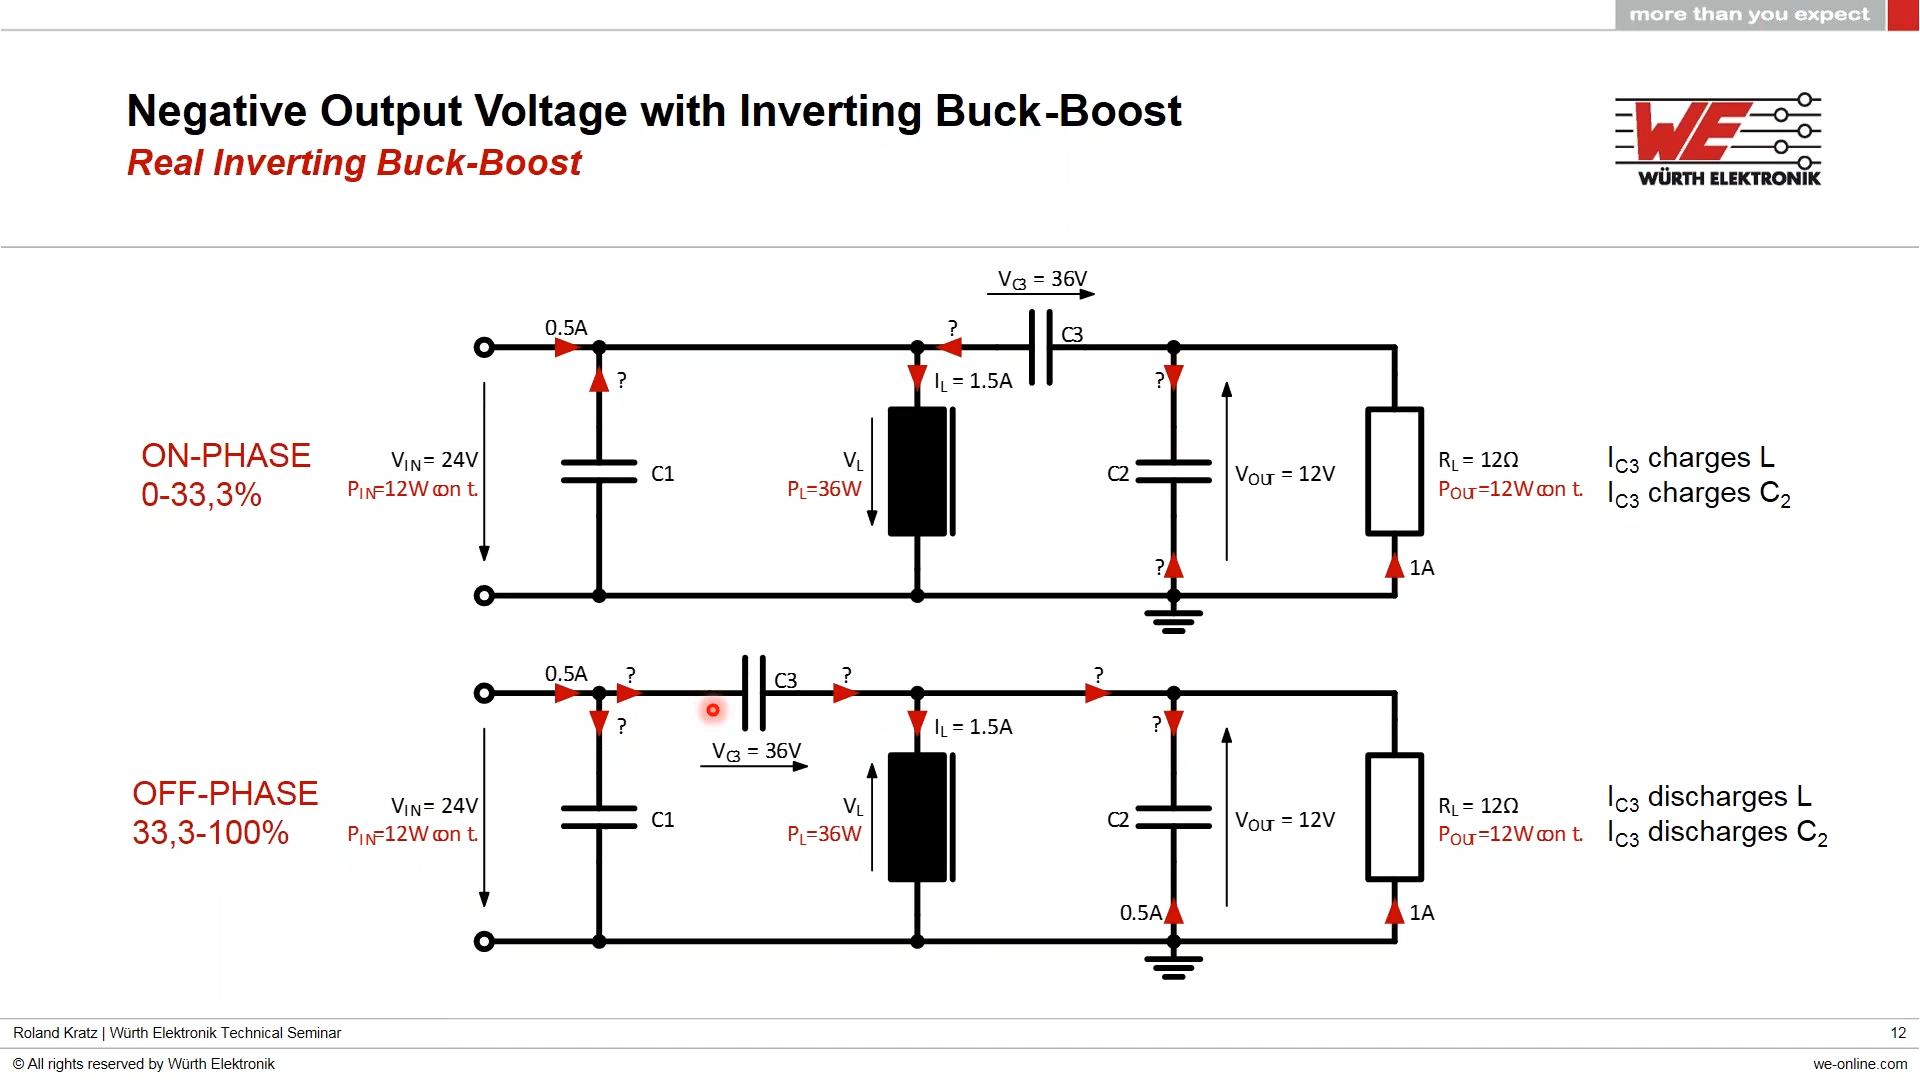 more than you expect
Negative Output Voltage with Inverting Buck-Boost
Real Inverting Buck-Boost
WE
WÜRTH ELEKTRONIK
VC3 = 36V
0.5A
?
C3
?
IL = 1.5A
?
ON-PHASE
0-33,3%
VIN = 24V
PIN=12W cont.
C1
VL
PL=36W
C2
VOUT = 12V
RL = 12Ω
POUT=12W cont.
IC3 charges L
IC3 charges C2
?
1A
0.5A
?
C3
?
?
?
VC3 = 36V
IL = 1.5A
?
OFF-PHASE
33,3-100%
VIN = 24V
PIN=12W cont.
C1
VL
PL=36W
C2
VOUT = 12V
RL = 12Ω
POUT=12W cont.
IC3 discharges L
IC3 discharges C2
0.5A
1A
Roland Kratz | Würth Elektronik Technical Seminar
12
© All rights reserved by Würth Elektronik
we-online.com